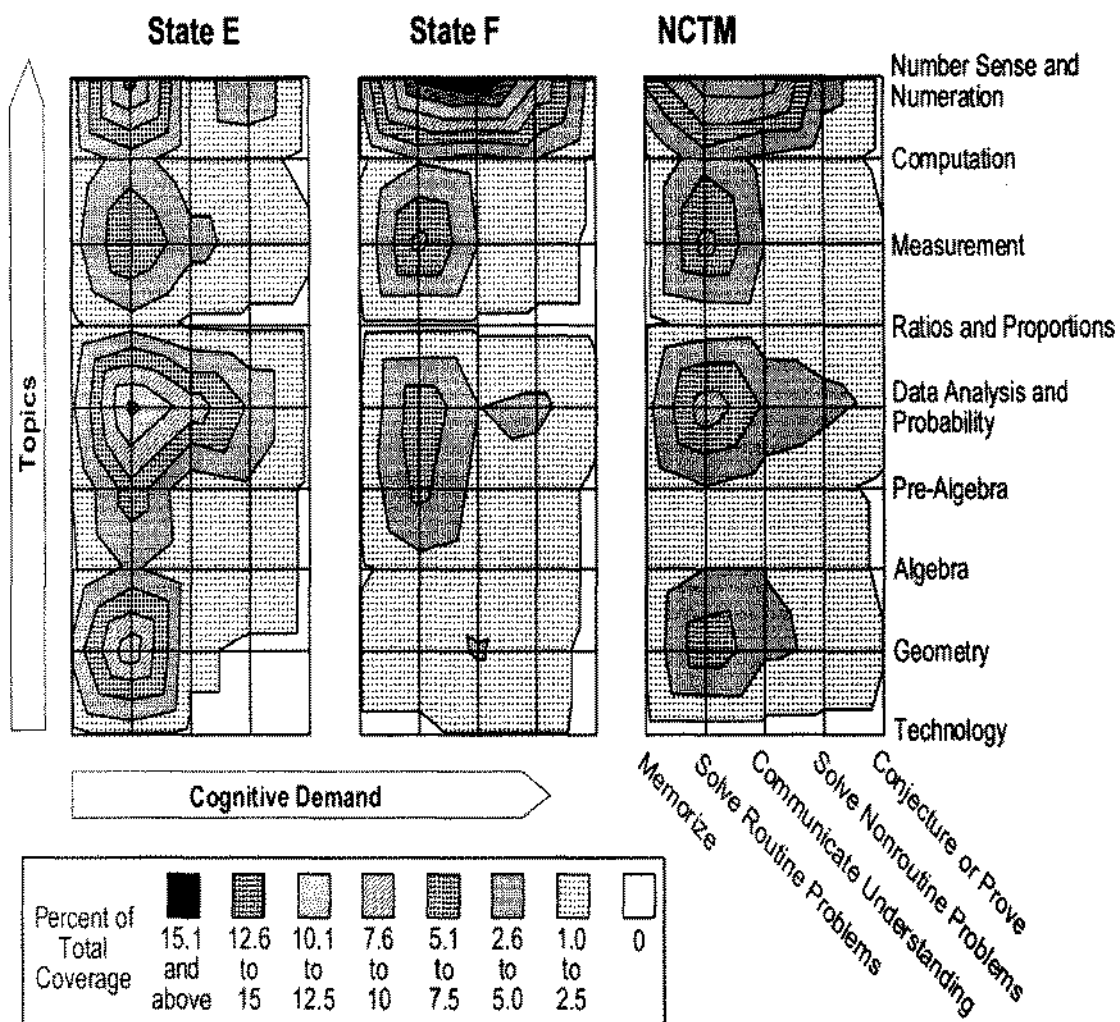 State E
State F
NCTM
Number Sense and
Numeration
Computation
Measurement
Ratios and Proportions
Data Analysis and
Probability
Pre-Algebra
Algebra
Geometry
Technology
Topics
Cognitive Demand
Memorize
Solve Routine Problems
Communicate Understanding
Solve Nonroutine Problems
Conjecture or Prove
Percent of
Total
Coverage
15.1
and
above
12.6
to
15
10.1
to
12.5
7.6
to
10
5.1
to
7.5
2.6
to
5.0
1.0
to
2.5
0